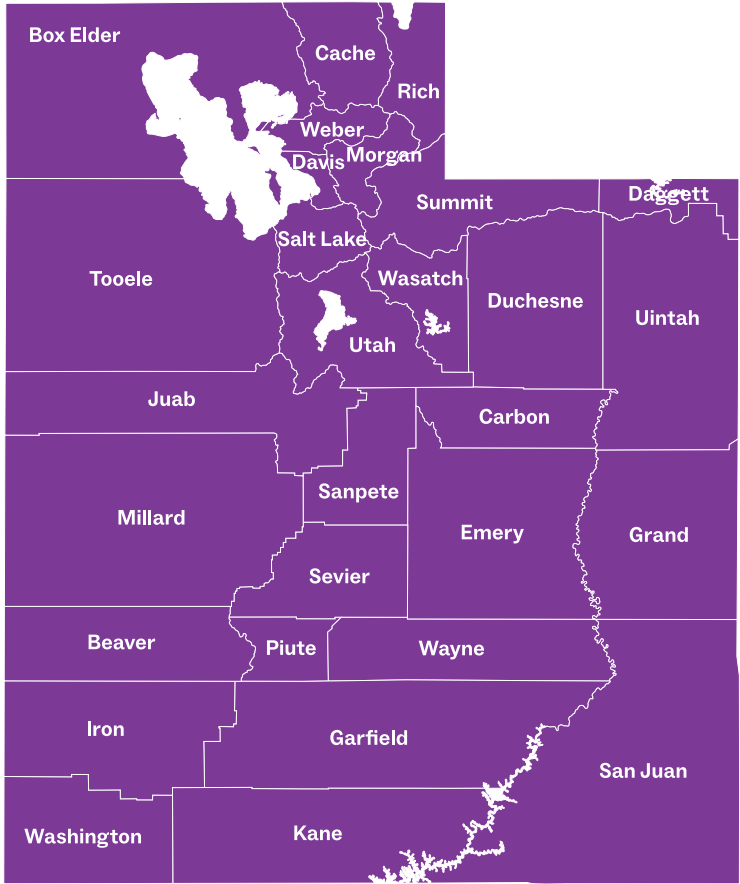 Box Elder
Cache
Rich
Weber
Davis
Morgan
Daggett
Summit
Salt Lake
Tooele
Wasatch
Duchesne
Uintah
Utah
Juab
Carbon
Sanpete
Millard
Emery
Grand
Sevier
Beaver
Piute
Wayne
Iron
Garfield
San Juan
Washington
Kane